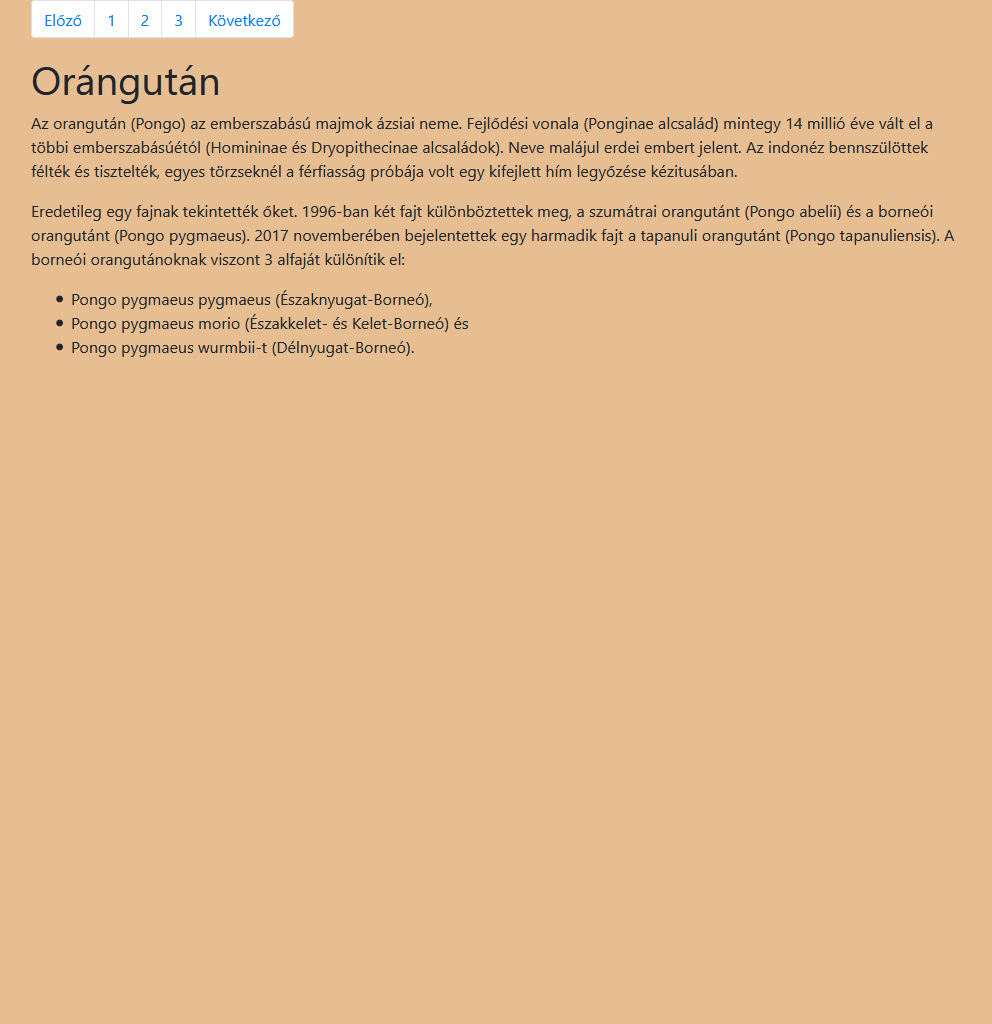 Előző 1 2 3 Következő
Orángután
Az orangután (Pongo) az emberszabású majmok ázsiai neme. Fejlődési vonala (Ponginae alcsalád) mintegy 14 millió éve vált el a
többi emberszabásúétól (Homininae és Dryopithecinae alcsaládok). Neve malájul erdei embert jelent. Az indonéz bennszülöttek
félték és tisztelték, egyes törzseknél a férfiasság próbája volt egy kifejlett hím legyőzése kézitusában.
Eredetileg egy fajnak tekintették őket. 1996-ban két fajt különböztettek meg, a szumátrai orangutánt (Pongo abelii) és a borneói
orangutánt (Pongo pygmaeus). 2017 novemberében bejelentettek egy harmadik fajt a tapanuli orangutánt (Pongo tapanuliensis). A
borneói orangutánoknak viszont 3 alfaját különítik el:
• Pongo pygmaeus pygmaeus (Északnyugat-Borneó),
• Pongo pygmaeus morio (Északkelet- és Kelet-Borneó) és
• Pongo pygmaeus wurmbii-t (Délnyugat-Borneó).